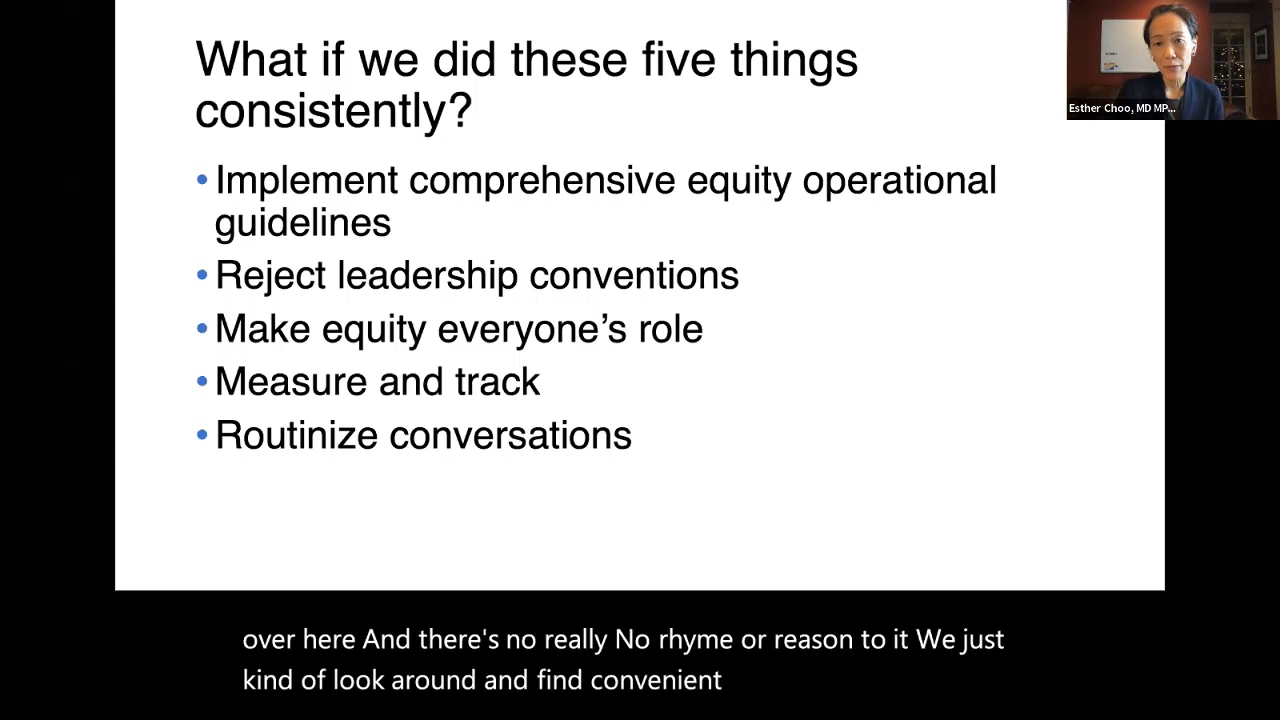 What if we did these five things
consistently?
• Implement comprehensive equity operational
guidelines
• Reject leadership conventions
• Make equity everyone’s role
• Measure and track
• Routinize conversations
Esther Choo, MD MP...
over here And there's no really No rhyme or reason to it We just
kind of look around and find convenient